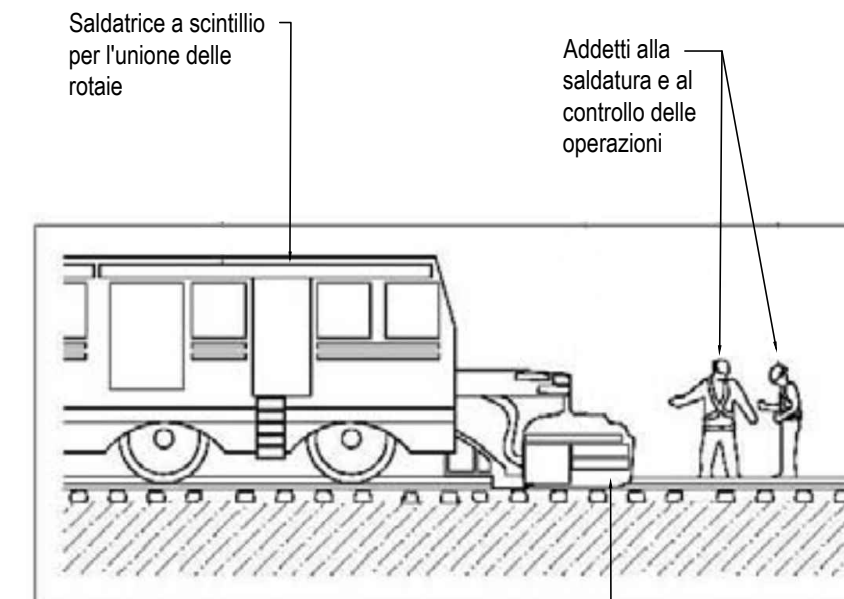 Saldatrice a scintillio
per l'unione delle
rotaie
Addetti alla
saldatura e al
controllo delle
operazioni